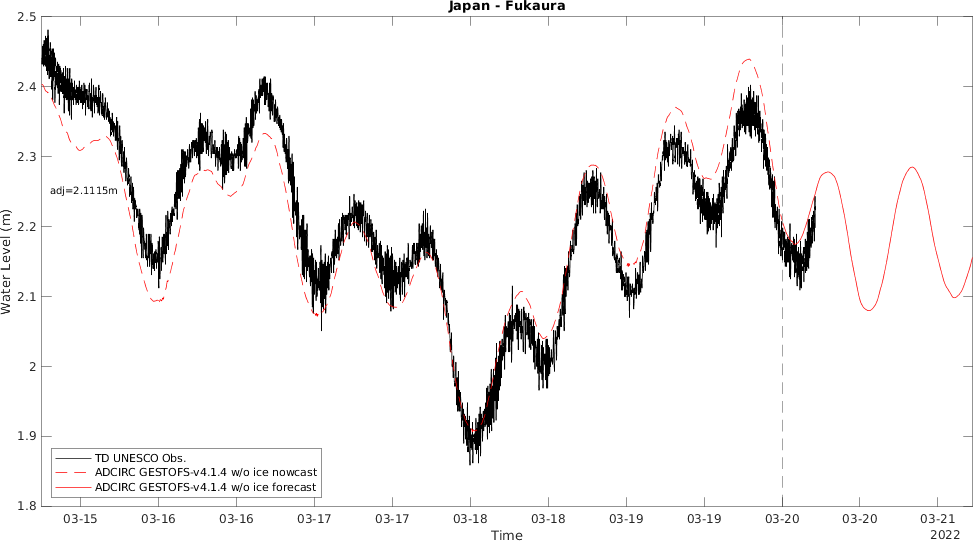 Japan - Fukaura
2.5
2.4
2.3
2.2
2.1
2
1.9
1.8
Water Level (m)
adj=2.1115m
TD UNESCO Obs.
ADCIRC GESTOFS-v4.1.4 w/o ice nowcast
ADCIRC GESTOFS-v4.1.4 w/o ice forecast
03-15 03-16 03-16 03-17 03-17 03-18 03-18 03-19 03-19 03-20 03-20 03-21
Time
2022